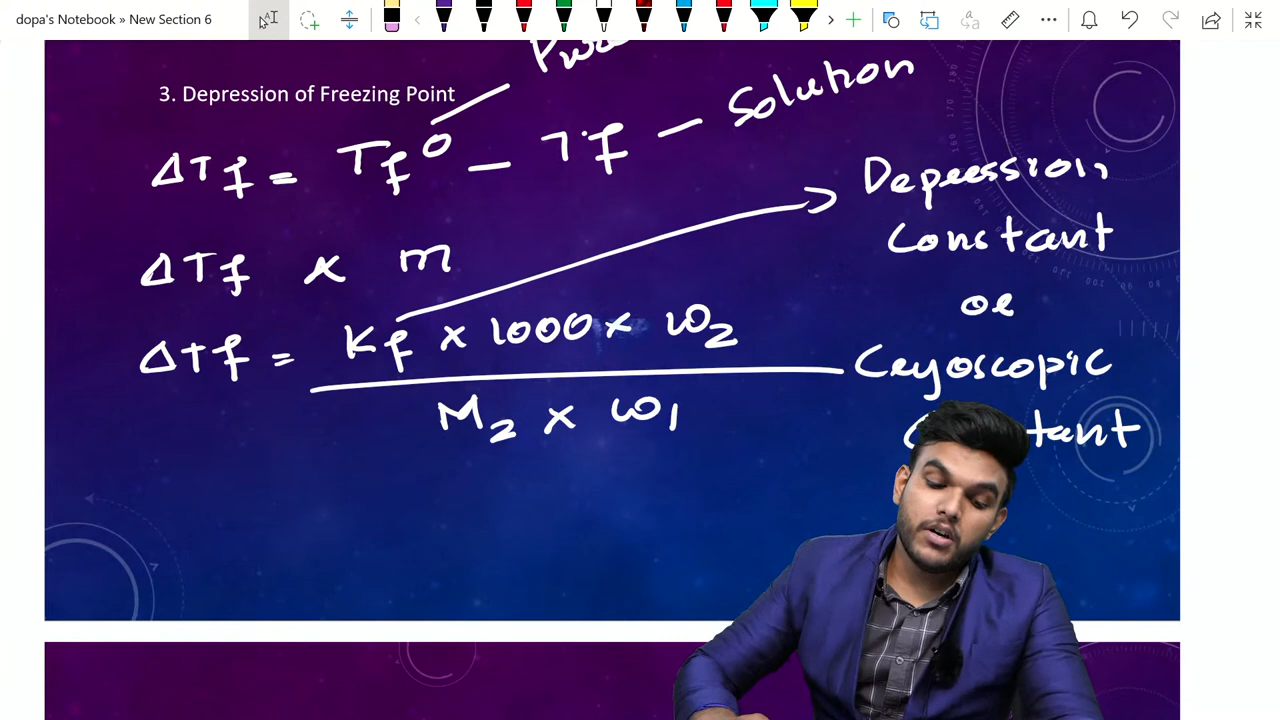 dopa's Notebook » New Section 6
3. Depression of Freezing Point
ΔTf = Tf° – Tf – Solution
ΔTf ∝ m
ΔTf = Kf × 1000 × W2
M2 × W1
Depression
Constant
or
Cryoscopic